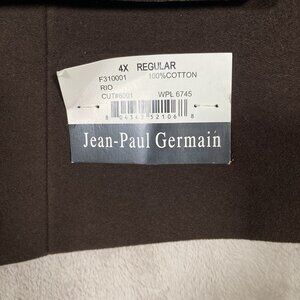 4X REGULAR
F310001 100%COTTON
RIO
CUT#6001 WPL 6745
Jean-Paul Germain